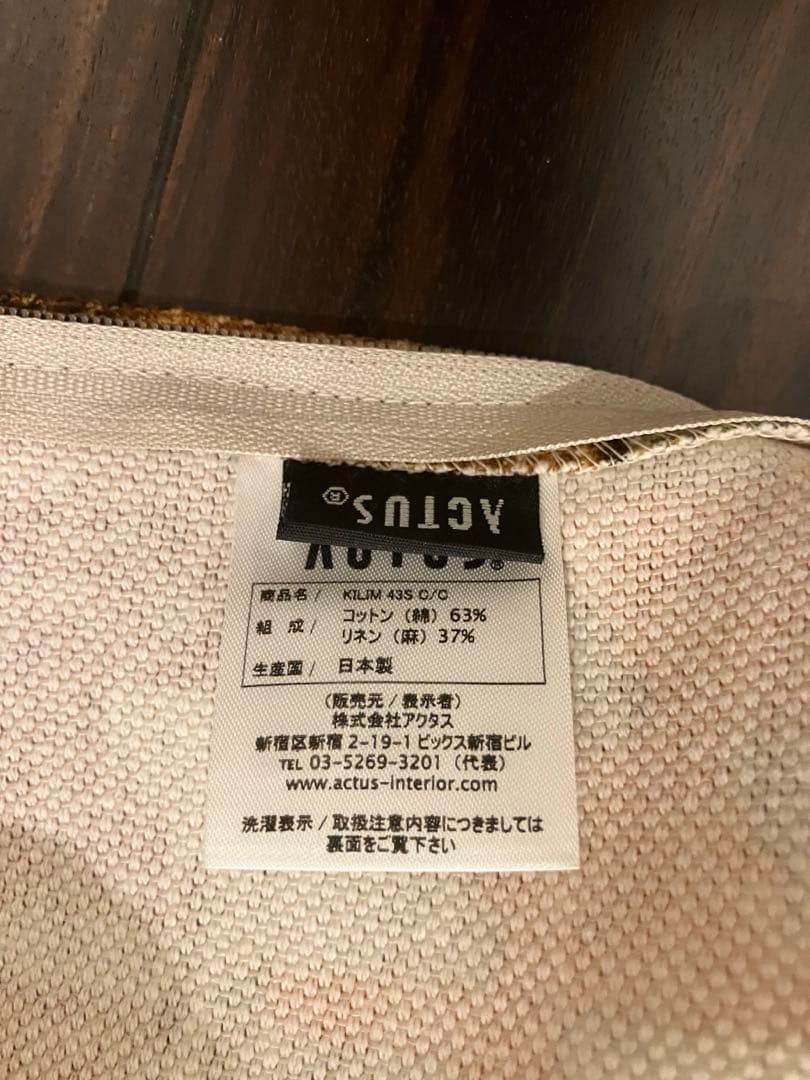 ACTUS®
ACTUS®
商品名 / KILIM 43S C/C
組 成 / コットン（綿）63%
リネン（麻）37%
生産国 / 日本製
（販売元 / 表示者）
株式会社アクタス
新宿区新宿 2-19-1 ビックス新宿ビル
TEL 03-5269-3201（代表）
www.actus-interior.com
洗濯表示 / 取扱注意内容につきましては
裏面をご覧下さい